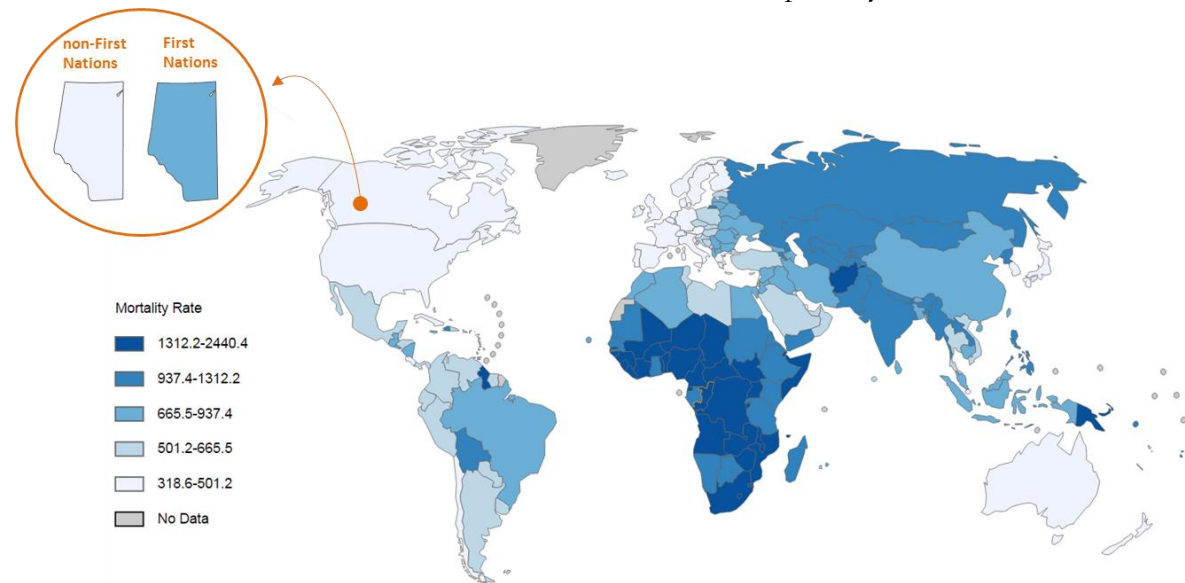 non-First
Nations
First
Nations
Mortality Rate
1312.2-2440.4
937.4-1312.2
665.5-937.4
501.2-665.5
318.6-501.2
No Data